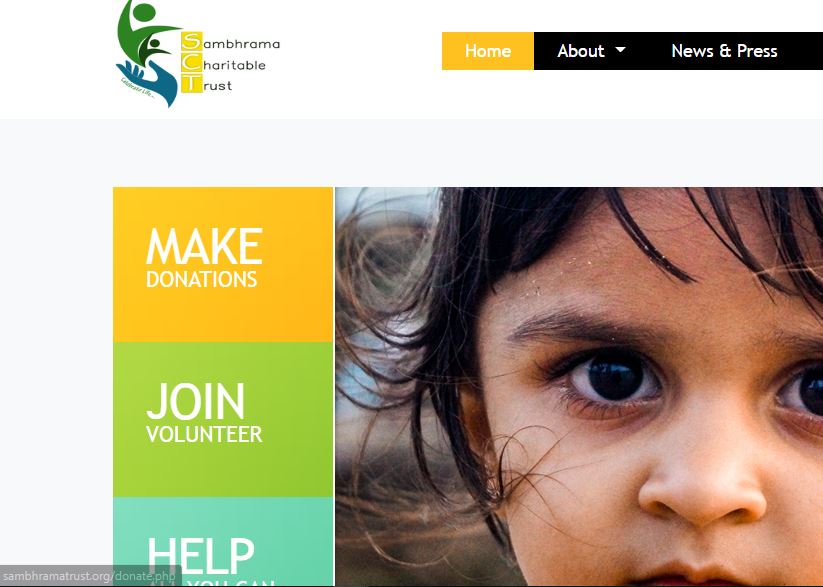 Sambhrama
Charitable
Trust
Celebrate Life...
Home
About
News & Press
MAKE
DONATIONS
JOIN
VOLUNTEER
HELP
ALL YOU CAN
sambhramatrust.org/donate.php